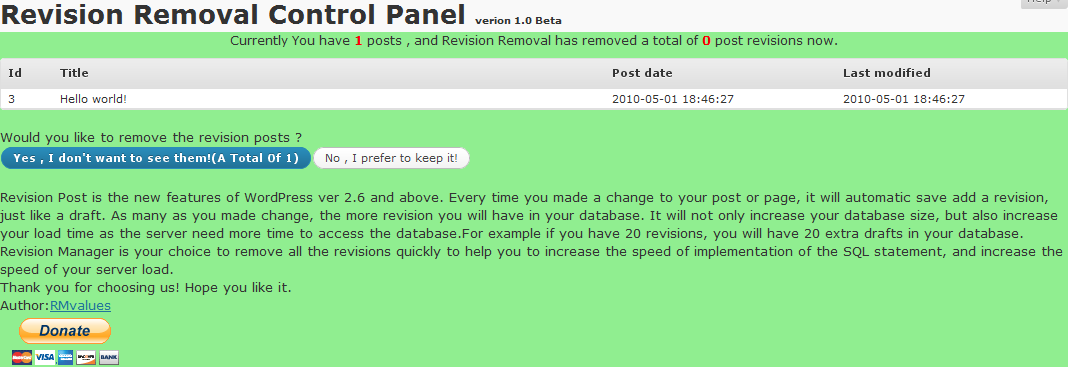 Help
Revision Removal Control Panel verion 1.0 Beta
Currently You have 1 posts , and Revision Removal has removed a total of 0 post revisions now.
Id Title Post date Last modified
3 Hello world! 2010-05-01 18:46:27 2010-05-01 18:46:27
Would you like to remove the revision posts ?
Yes , I don't want to see them!(A Total Of 1) No , I prefer to keep it!
Revision Post is the new features of WordPress ver 2.6 and above. Every time you made a change to your post or page, it will automatic save add a revision,
just like a draft. As many as you made change, the more revision you will have in your database. It will not only increase your database size, but also increase
your load time as the server need more time to access the database.For example if you have 20 revisions, you will have 20 extra drafts in your database.
Revision Manager is your choice to remove all the revisions quickly to help you to increase the speed of implementation of the SQL statement, and increase the
speed of your server load.
Thank you for choosing us! Hope you like it.
Author:RMvalues
Donate
MasterCard VISA BANK